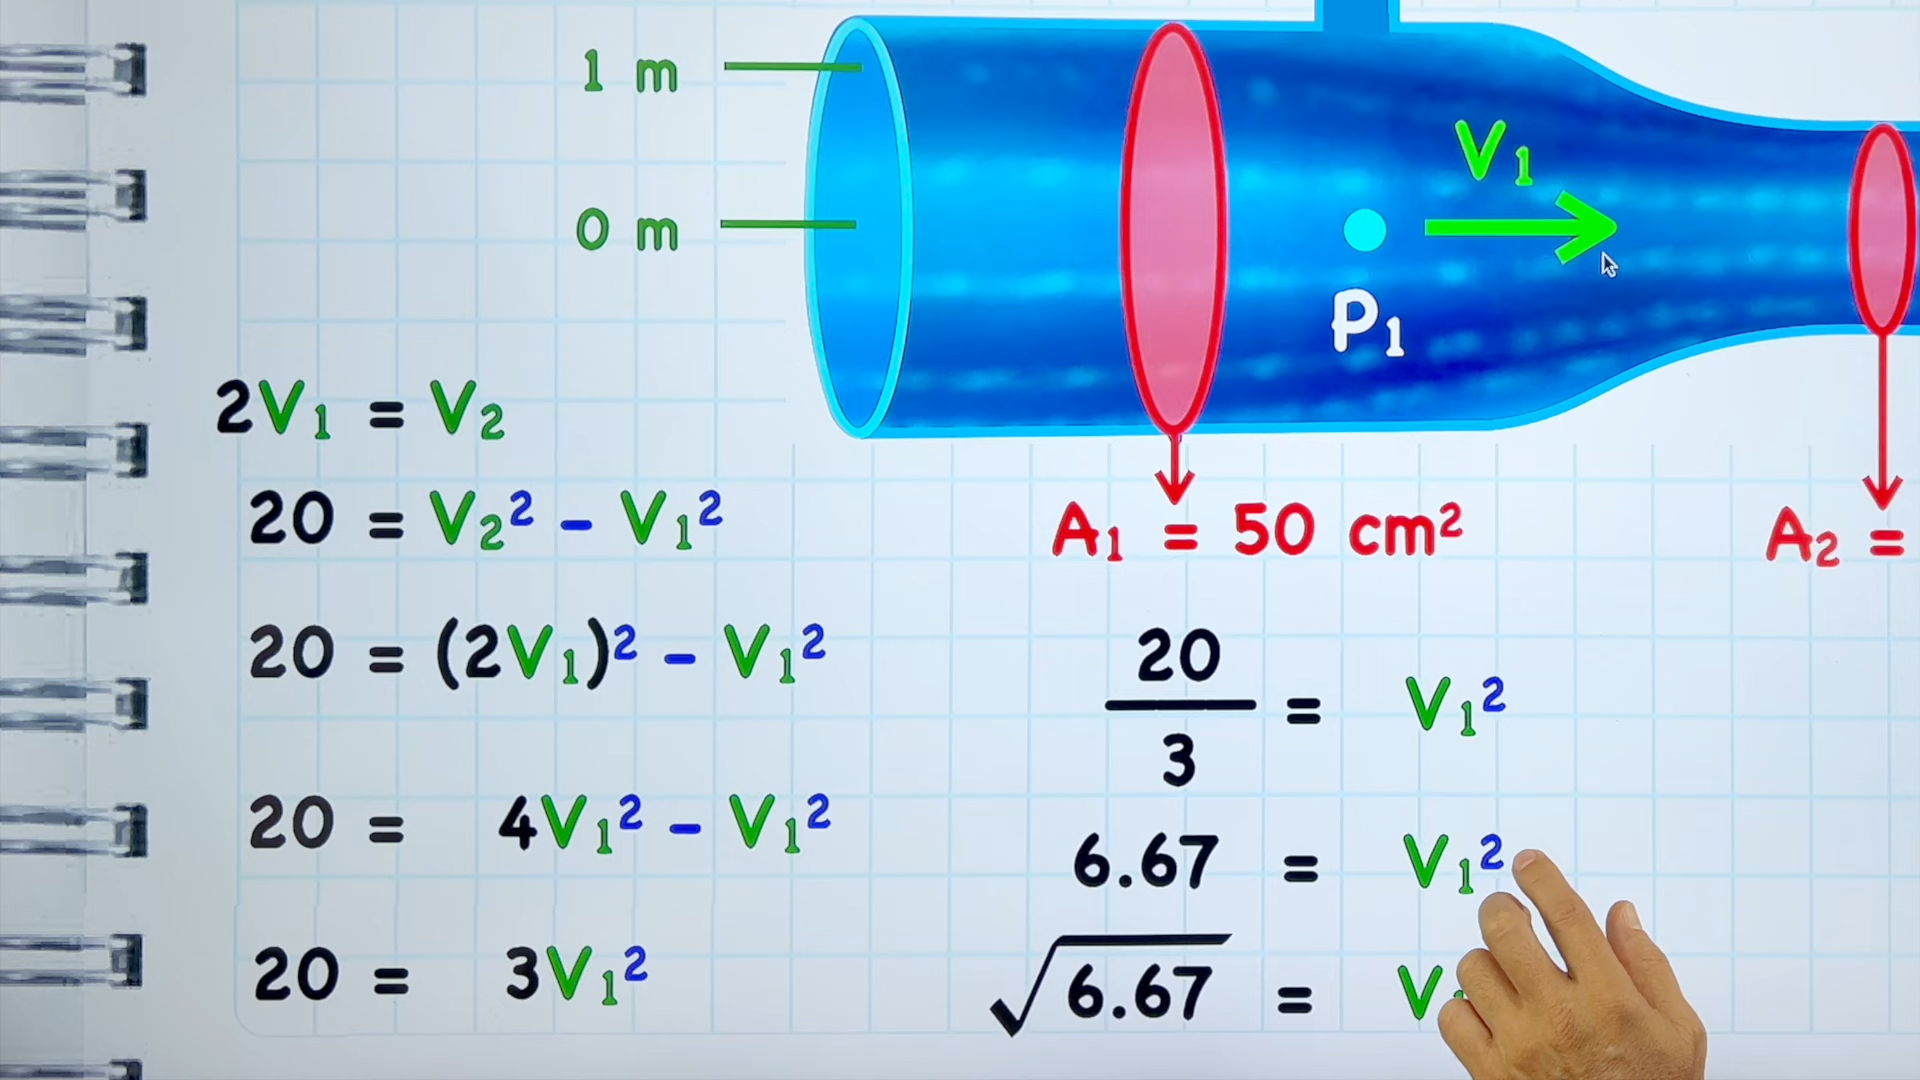 1 m
V₁
0 m
P₁
2V₁ = V₂
20 = V₂² - V₁²
A₁ = 50 cm²
A₂ =
20 = (2V₁)² - V₁²
20/3 = V₁²
20 = 4V₁² - V₁²
6.67 = V₁²
20 = 3V₁²
√6.67 = V